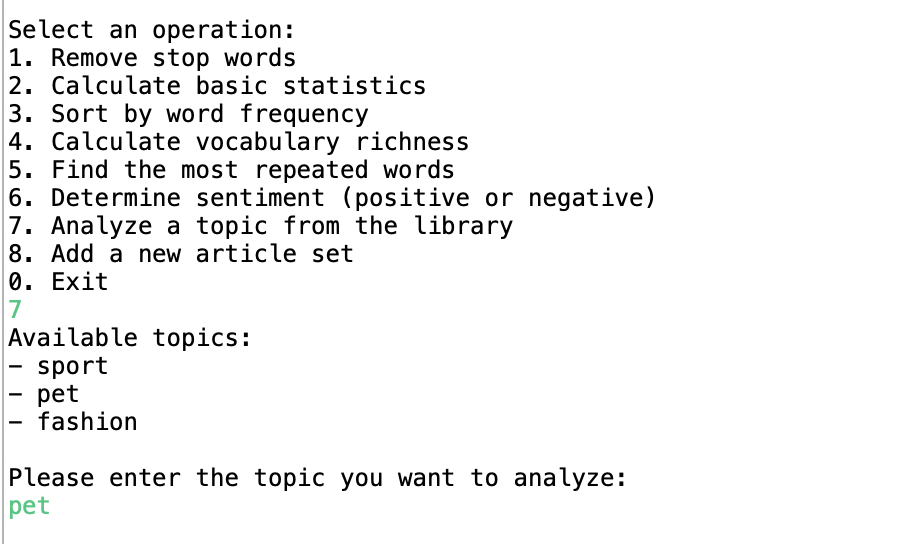 Select an operation:
1. Remove stop words
2. Calculate basic statistics
3. Sort by word frequency
4. Calculate vocabulary richness
5. Find the most repeated words
6. Determine sentiment (positive or negative)
7. Analyze a topic from the library
8. Add a new article set
0. Exit
7
Available topics:
- sport
- pet
- fashion
Please enter the topic you want to analyze:
pet